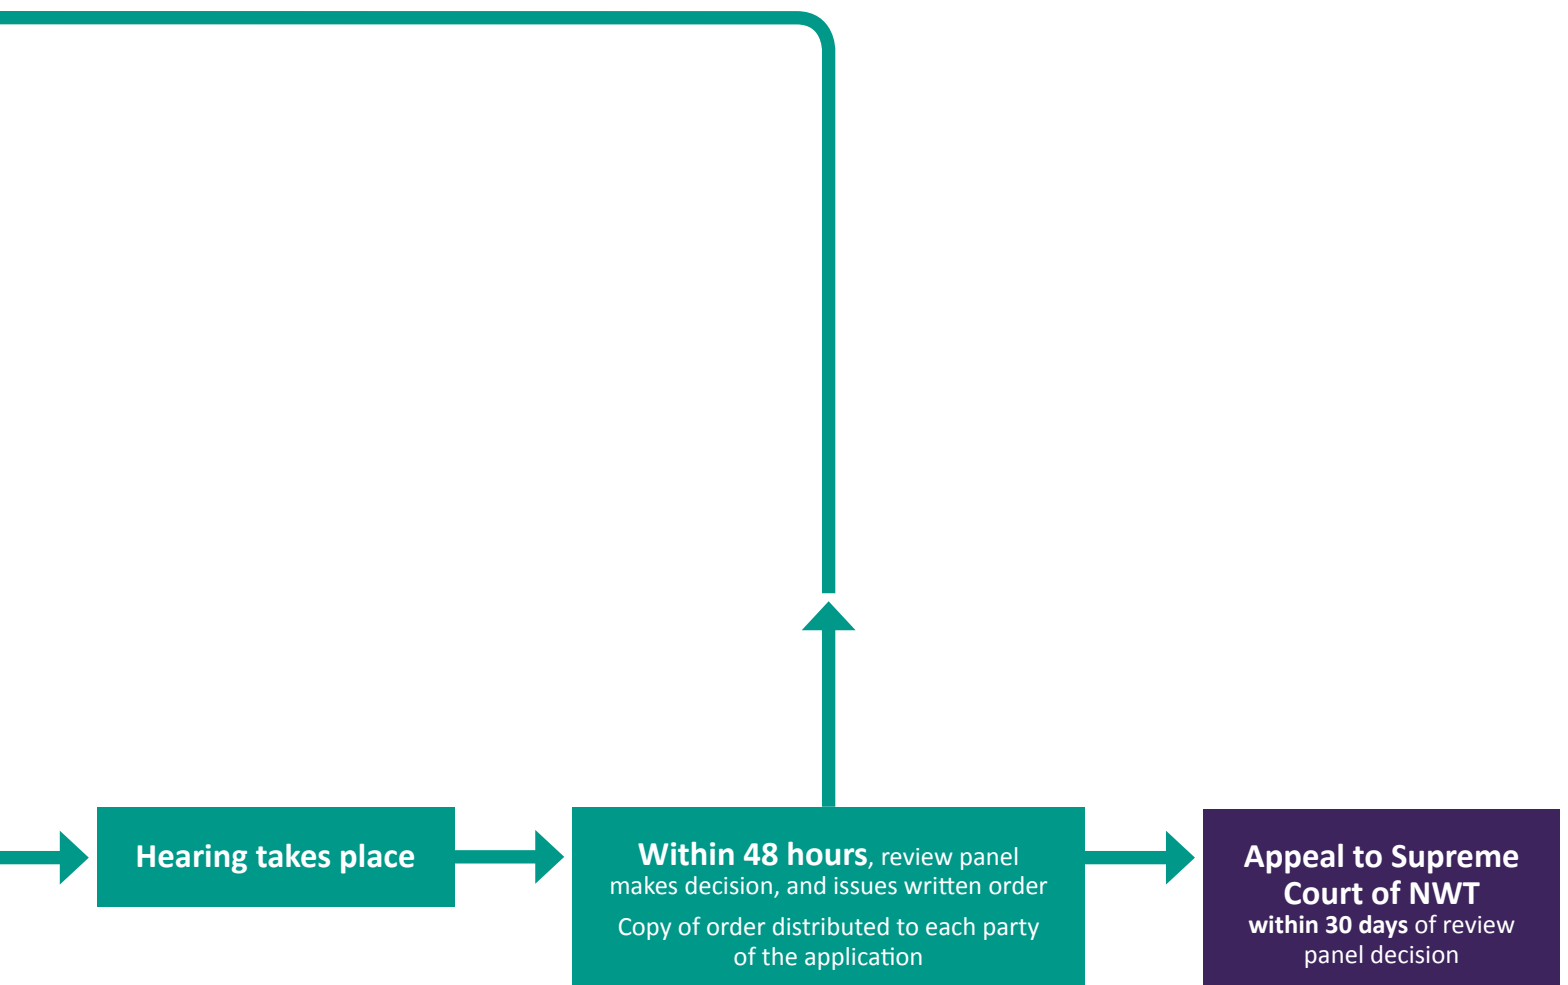 Hearing takes place
Within 48 hours, review panel
makes decision, and issues written order
Copy of order distributed to each party
of the application
Appeal to Supreme
Court of NWT
within 30 days of review
panel decision